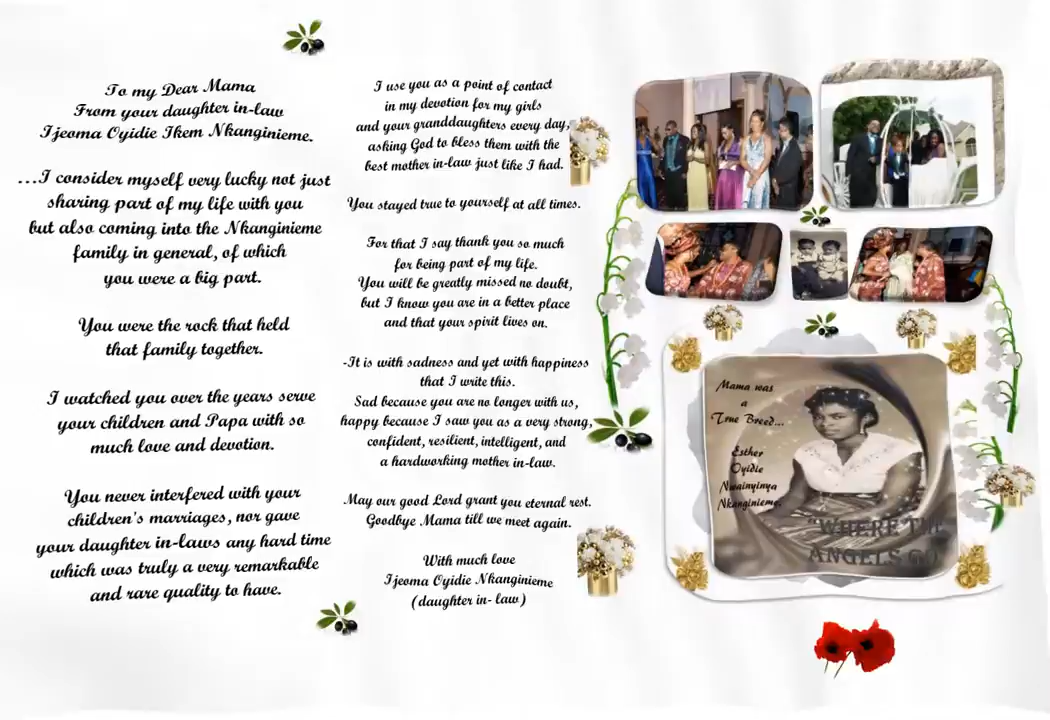 To my Dear Mama
From your daughter in-law
Ijeoma Oyidie Ikem Nkanginieme.
...I consider myself very lucky not just
sharing part of my life with you
but also coming into the Nkanginieme
family in general, of which
you were a big part.
You were the rock that held
that family together.
I watched you over the years serve
your children and Papa with so
much love and devotion.
You never interfered with your
children's marriages, nor gave
your daughter in-laws any hard time
which was truly a very remarkable
and rare quality to have.
I use you as a point of contact
in my devotion for my girls
and your granddaughters every day,
asking God to bless them with the
best mother in-law just like I had.
You stayed true to yourself at all times.
For that I say thank you so much
for being part of my life.
You will be greatly missed no doubt,
but I know you are in a better place
and that your spirit lives on.
-It is with sadness and yet with happiness
that I write this.
Sad because you are no longer with us,
happy because I saw you as a very strong,
confident, resilient, intelligent, and
a hardworking mother in-law.
May our good Lord grant you eternal rest.
Goodbye Mama till we meet again.
With much love
Ijeoma Oyidie Nkanginieme
(daughter in- law)
Mama was
a
True Breed...
Esther
Oyidie
Nwainyinya
Nkanginieme.
"WHERE THE
ANGELS GO